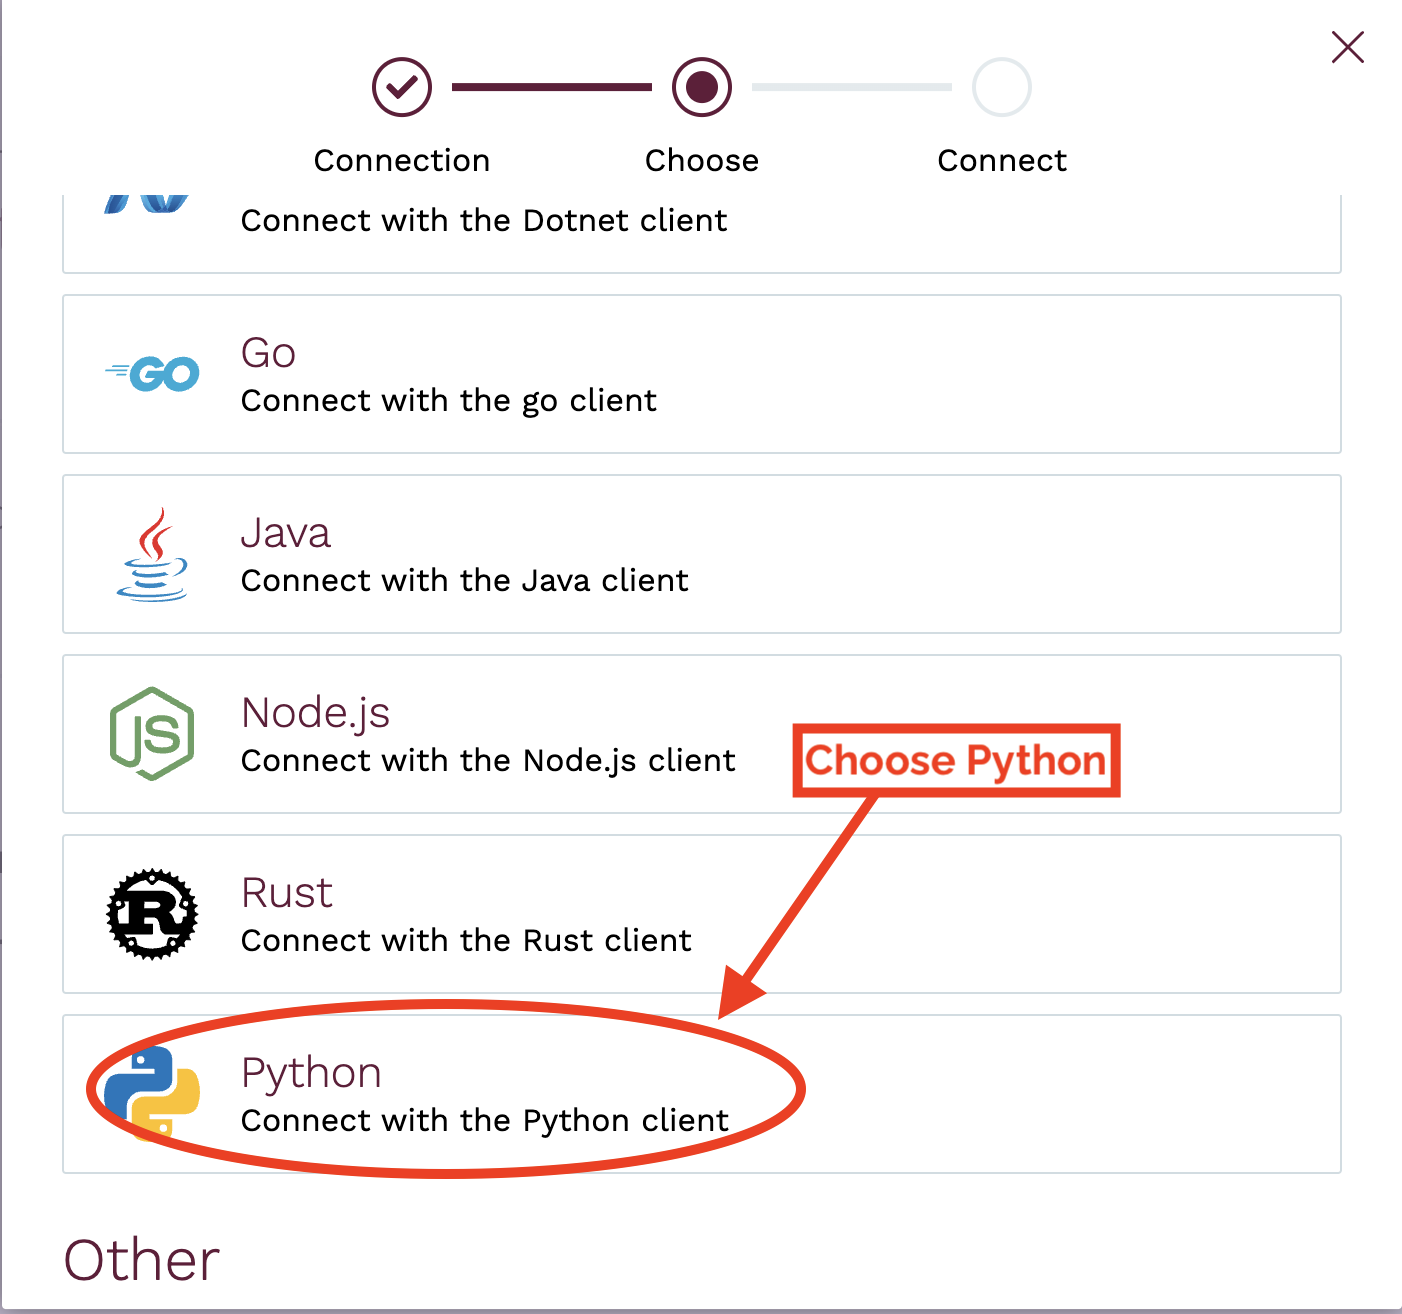 Connection
Choose
Connect
Connect with the Dotnet client
GO
Go
Connect with the go client
Java
Connect with the Java client
JS
Node.js
Connect with the Node.js client
Choose Python
R
Rust
Connect with the Rust client
Python
Connect with the Python client
Other